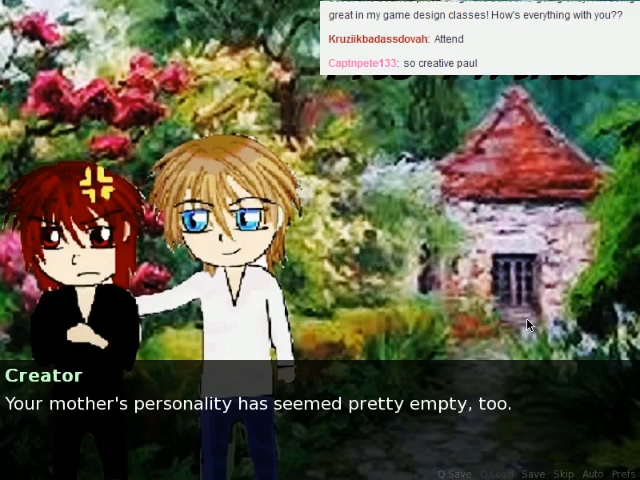 great in my game design classes! How's everything with you??
Kruziikbadassdovah: Attend
Captnpete133: so creative paul
Creator
Your mother's personality has seemed pretty empty, too.
Q.Save Q.Load Save Skip Auto Prefs